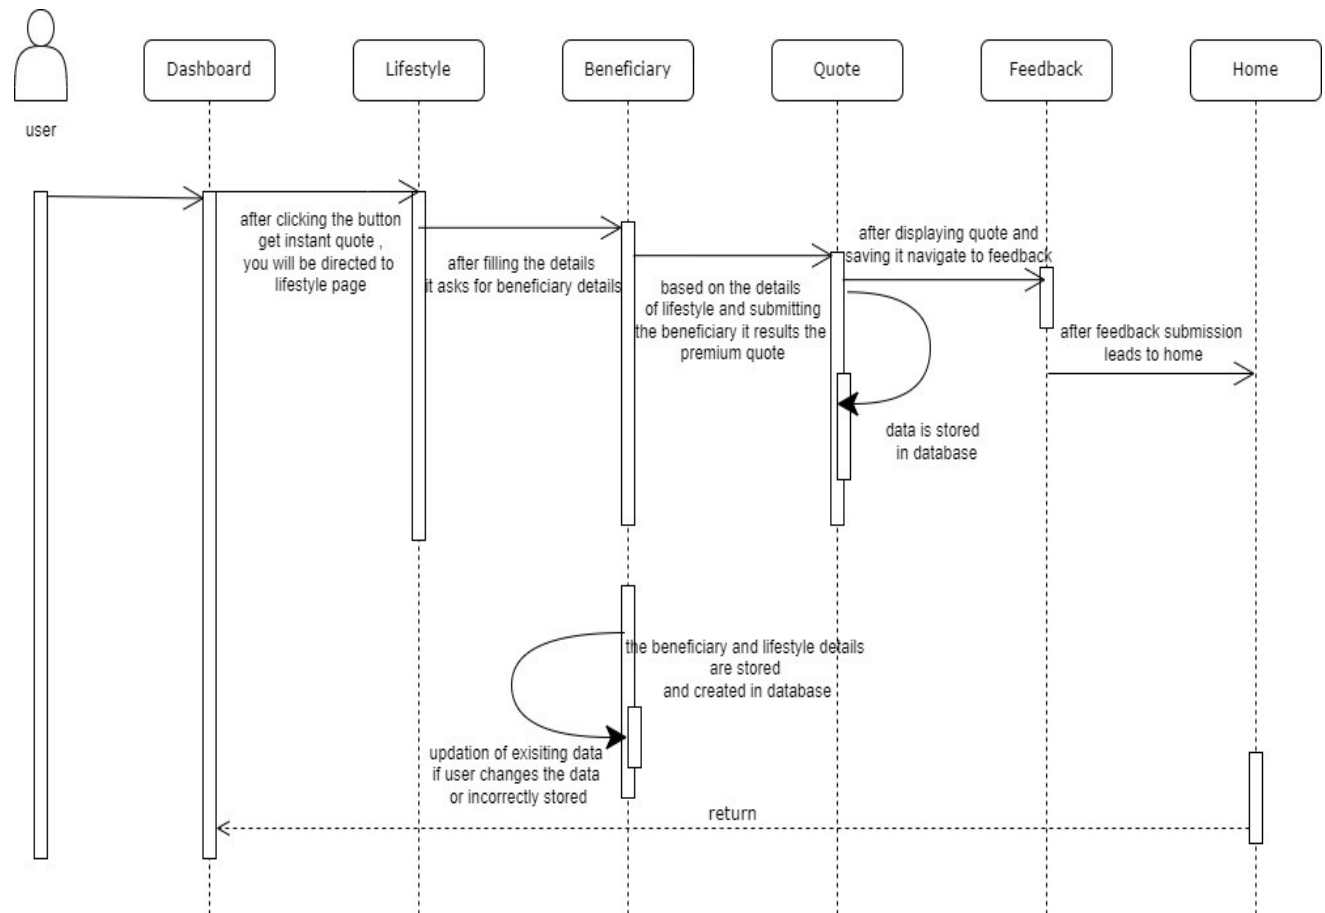 Dashboard
Lifestyle
Beneficiary
Quote
Feedback
Home
user
after clicking the button
get instant quote ,
you will be directed to
lifestyle page
after filling the details
it asks for beneficiary details
based on the details
of lifestyle and submitting
the beneficiary it results the
premium quote
after displaying quote and
saving it navigate to feedback
after feedback submission
leads to home
data is stored
in database
the beneficiary and lifestyle details
are stored
and created in database
updation of exisiting data
if user changes the data
or incorrectly stored
return